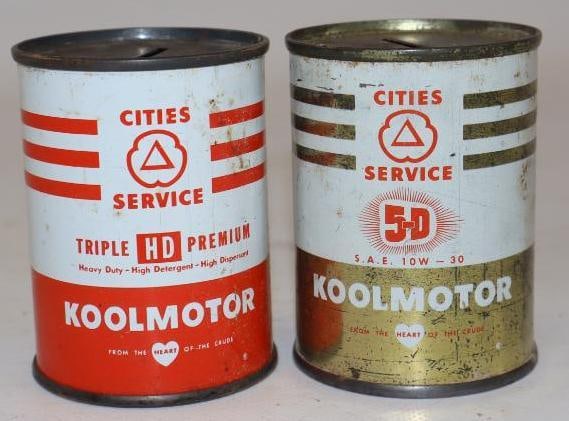 CITIES
SERVICE
TRIPLE HD PREMIUM
Heavy Duty - High Detergent - High Dispersant
KOOLMOTOR
FROM THE HEART OF THE CRUDE
CITIES
SERVICE
5-D
S.A.E. 10W - 30
KOOLMOTOR
FROM THE HEART OF THE CRUDE